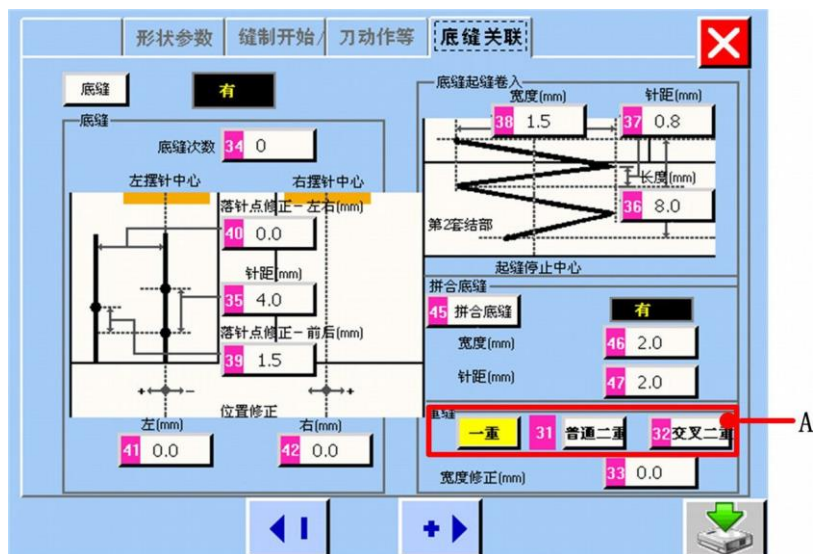 形状参数 缝制开始/ 刀动作等 底缝关联
底缝 有
底缝
底缝次数 34 0
左摆针中心 右摆针中心
落针点修正-左右(mm)
40 0.0
针距(mm)
35 4.0
落针点修正-前后(mm)
39 1.5
+ - - +
位置修正
左(mm) 右(mm)
41 0.0 42 0.0
底缝起缝卷入
宽度(mm) 针距(mm)
38 1.5 37 0.8
长度(mm)
36 8.0
第2套结部
起缝停止中心
拼合底缝
45 拼合底缝 有
宽度(mm) 46 2.0
针距(mm) 47 2.0
重缝
一重 31 普通二重 32 交叉二重
A
宽度修正(mm) 33 0.0